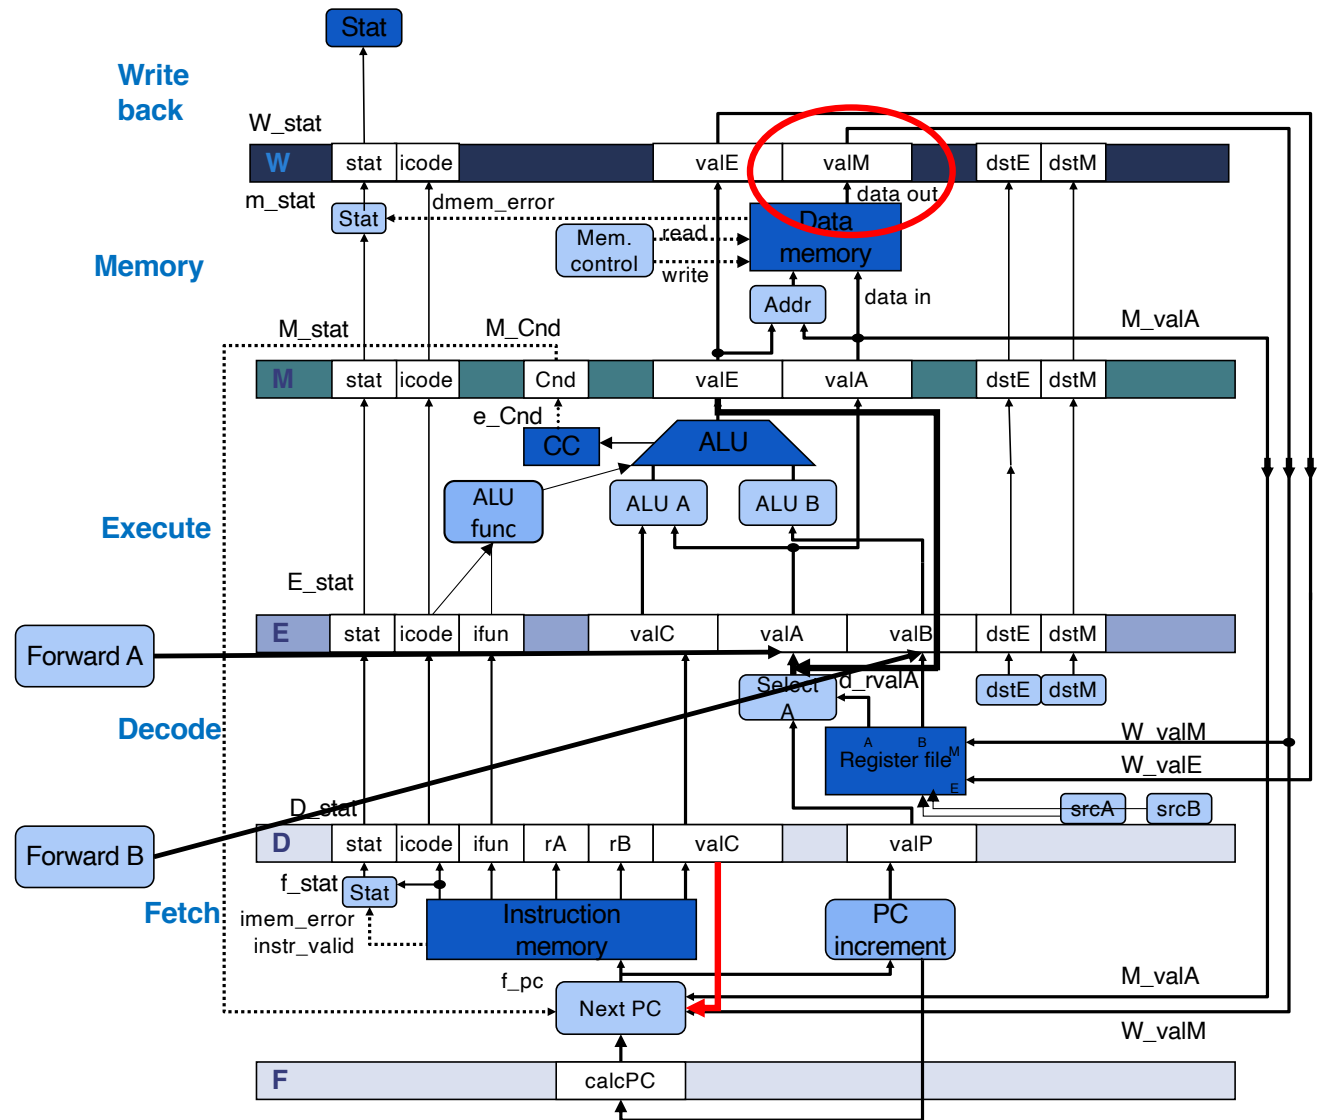 Stat
Write
back
W_stat
W
stat
icode
valE
valM
dstE
dstM
m_stat
Stat
dmem_error
data out
Mem.
control
read
write
Data
memory
Memory
Addr
data in
M_stat
M_Cnd
M_valA
M
stat
icode
Cnd
valE
valA
dstE
dstM
e_Cnd
CC
ALU
ALU
func
ALU A
ALU B
Execute
E_stat
E
stat
icode
ifun
valC
valA
valB
dstE
dstM
Forward A
Select
A
d_rvalA
dstE
dstM
Decode
A
B
M
Register file
E
W_valM
W_valE
D_stat
srcA
srcB
Forward B
D
stat
icode
ifun
rA
rB
valC
valP
f_stat
Stat
Fetch
imem_error
instr_valid
Instruction
memory
PC
increment
f_pc
M_valA
Next PC
W_valM
F
calcPC